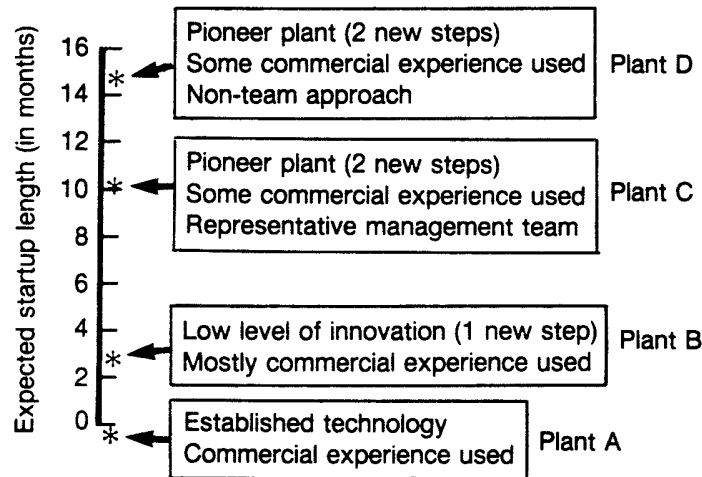 Expected startup length (in months)
16
14
12
10
8
6
4
2
0
*
Pioneer plant (2 new steps)
Some commercial experience used
Non-team approach
Plant D
*
Pioneer plant (2 new steps)
Some commercial experience used
Representative management team
Plant C
*
Low level of innovation (1 new step)
Mostly commercial experience used
Plant B
*
Established technology
Commercial experience used
Plant A